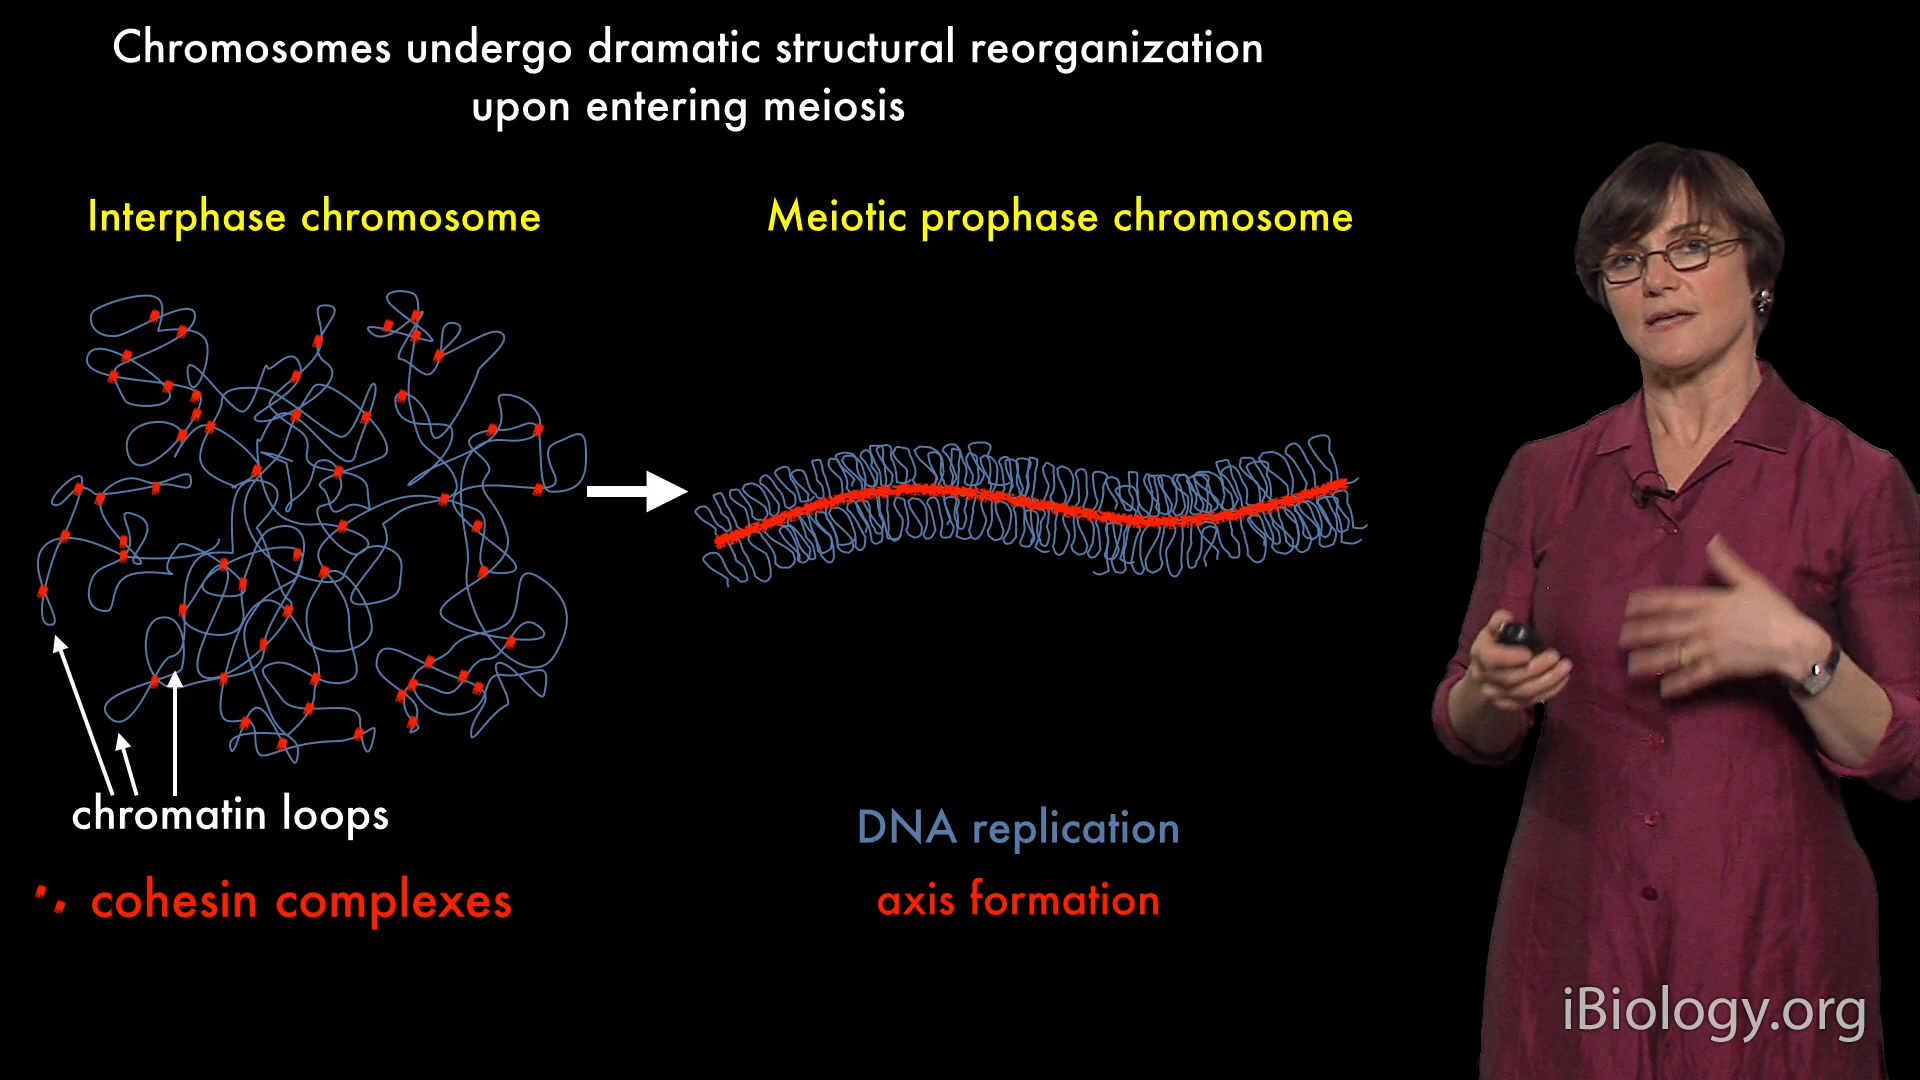 Chromosomes undergo dramatic structural reorganization
upon entering meiosis
Interphase chromosome
Meiotic prophase chromosome
chromatin loops
cohesin complexes
DNA replication
axis formation
iBiology.org